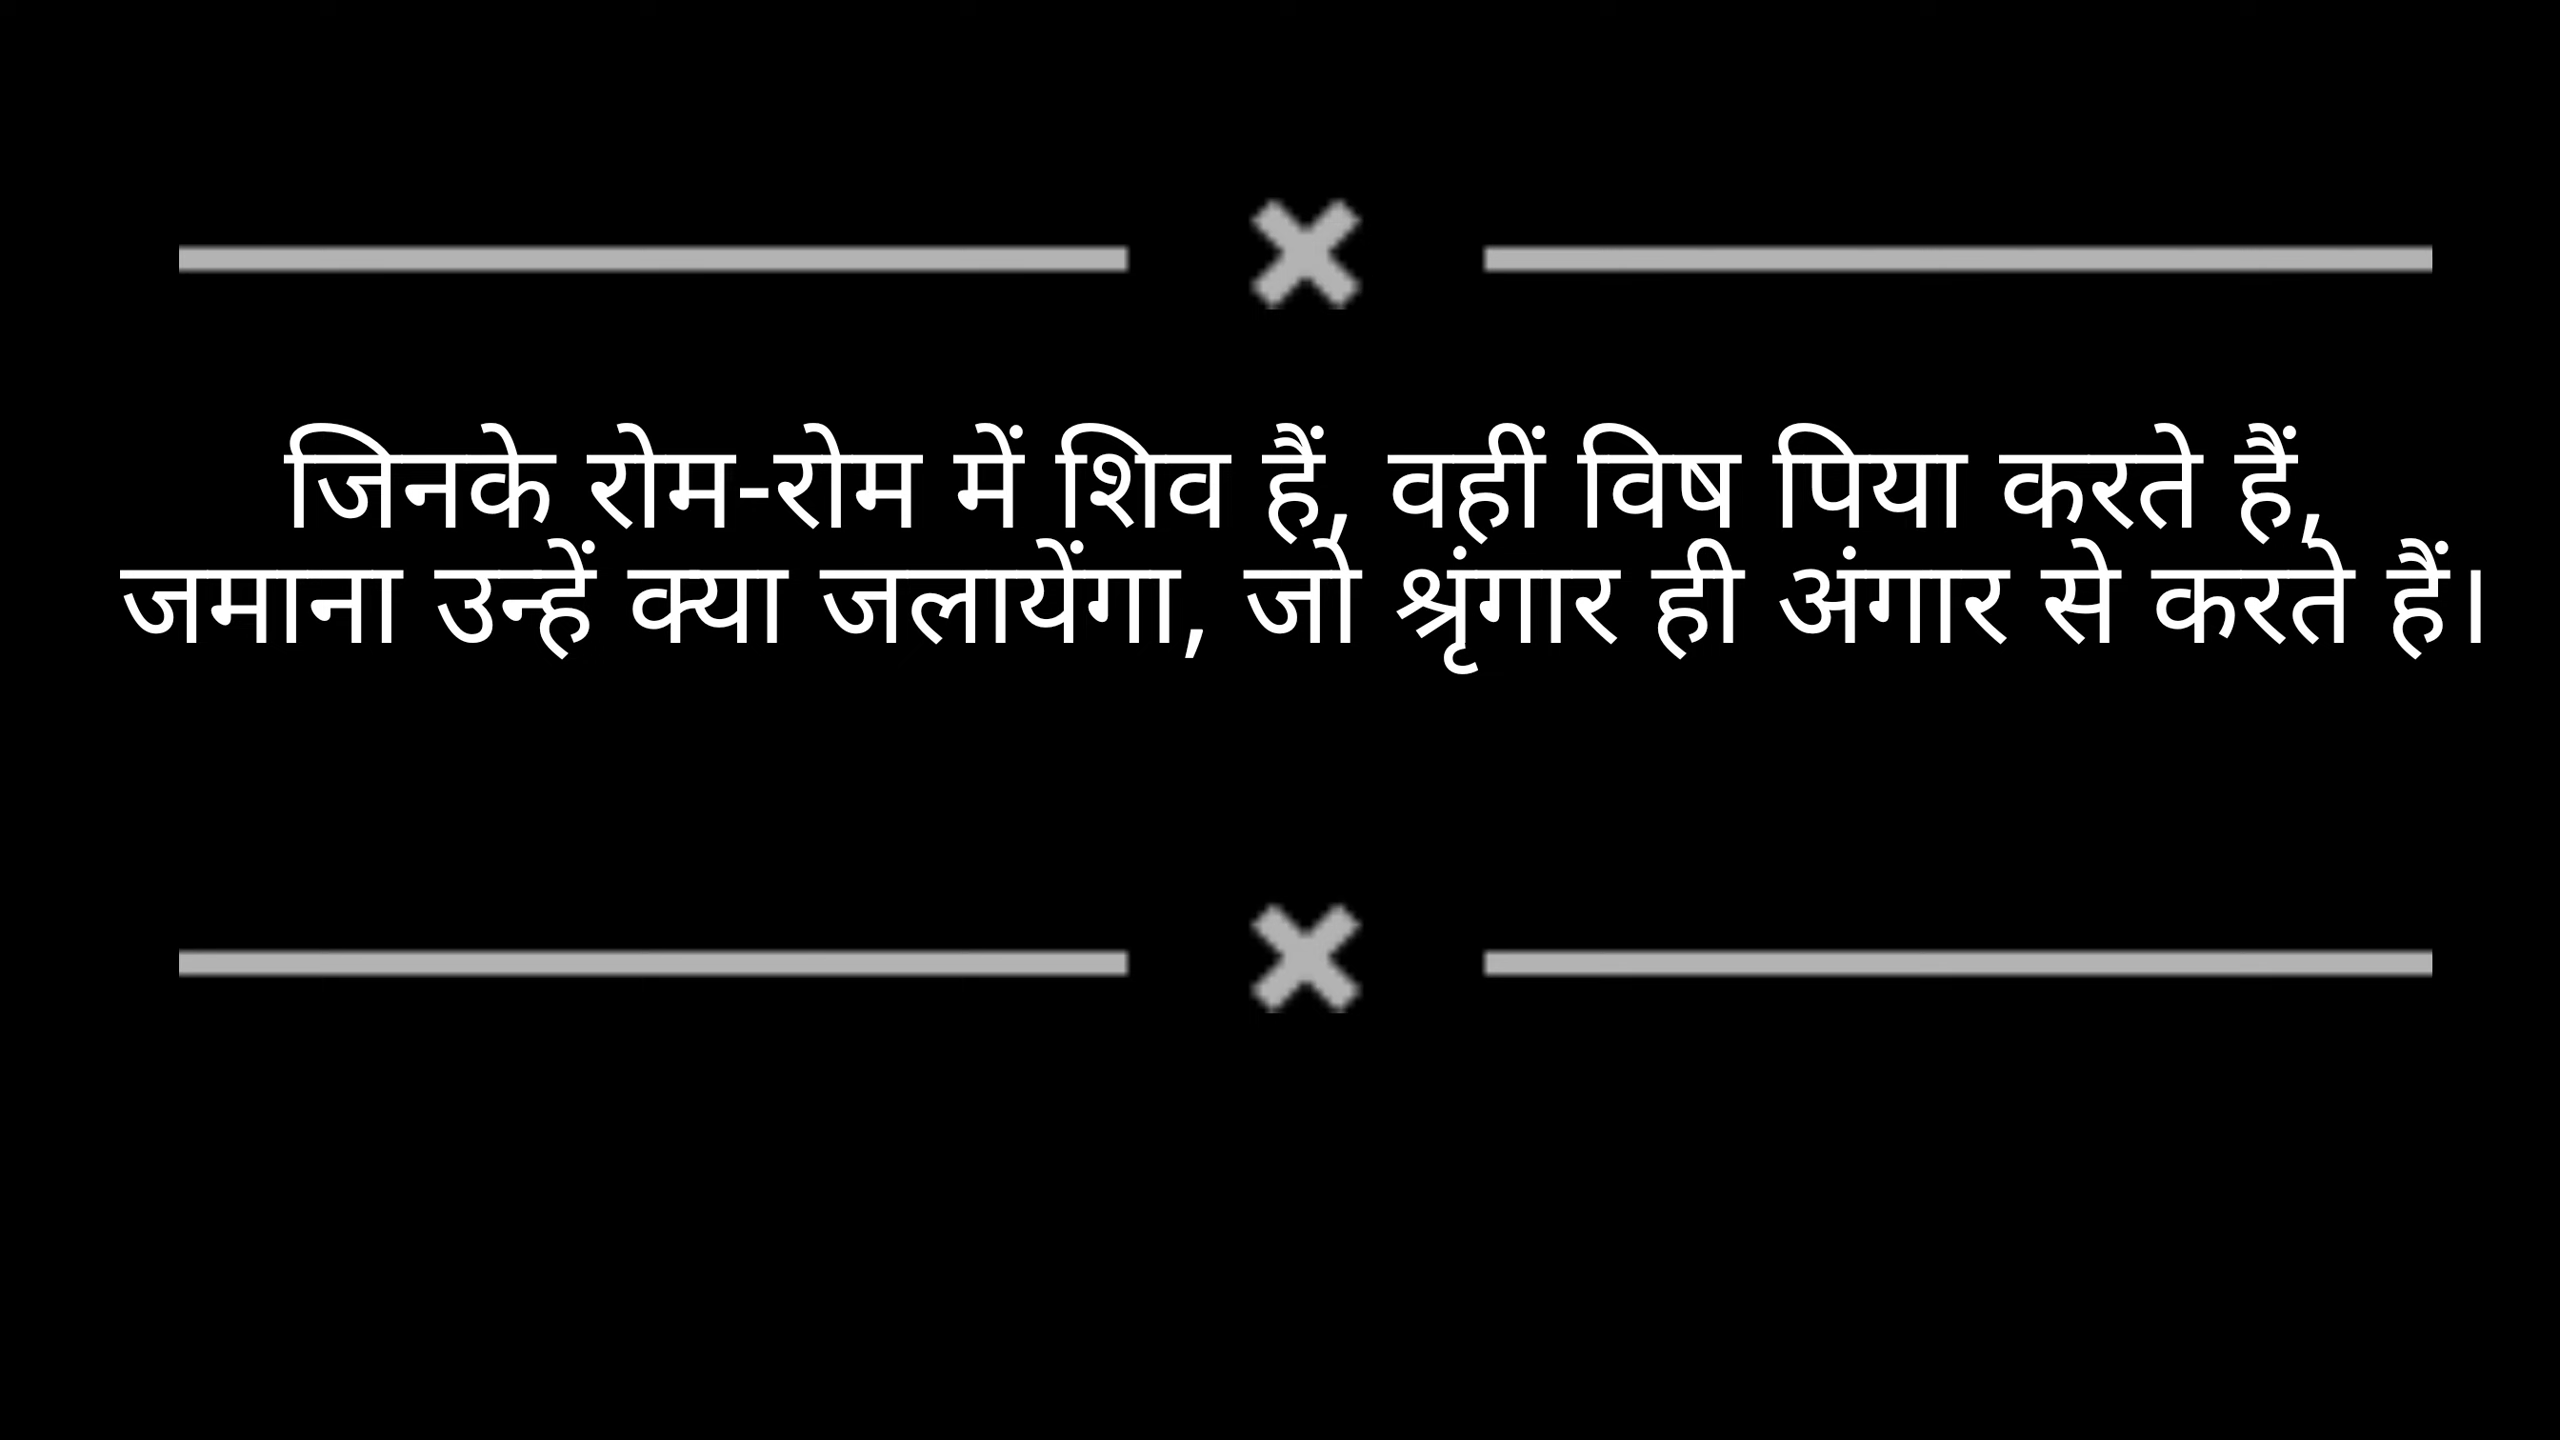 जिनके रोम-रोम में शिव हैं, वहीं विष पिया करते हैं,
जमाना उन्हें क्या जलायेंगा, जो श्रृंगार ही अंगार से करते हैं।